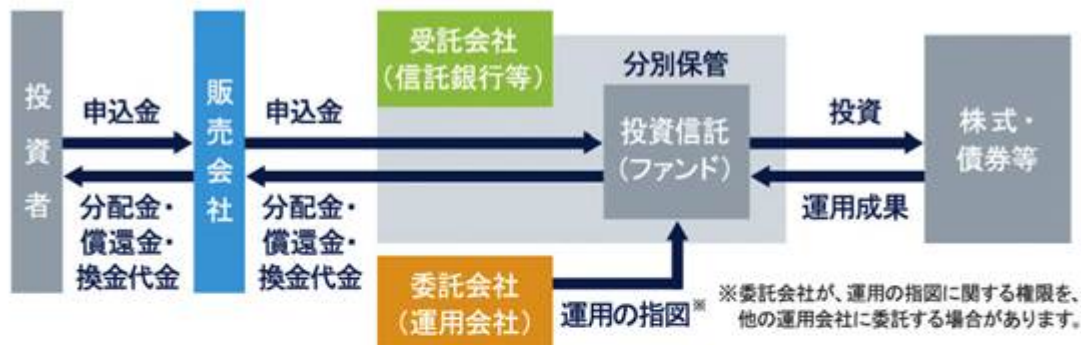 投資者
申込金
分配金・
償還金・
換金代金
販売会社
申込金
分配金・
償還金・
換金代金
受託会社
(信託銀行等)
分別保管
投資信託
(ファンド)
委託会社
(運用会社)
運用の指図※
投資
運用成果
株式・
債券等
※委託会社が、運用の指図に関する権限を、
他の運用会社に委託する場合があります。